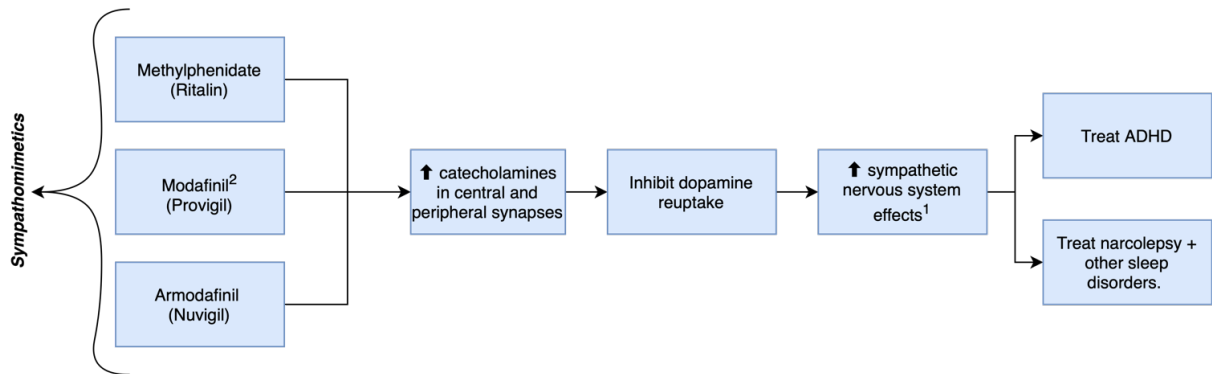 Sympathomimetics
Methylphenidate
(Ritalin)
Modafinil²
(Provigil)
Armodafinil
(Nuvigil)
⬆ catecholamines
in central and
peripheral synapses
Inhibit dopamine
reuptake
⬆ sympathetic
nervous system
effects¹
Treat ADHD
Treat narcolepsy +
other sleep
disorders.